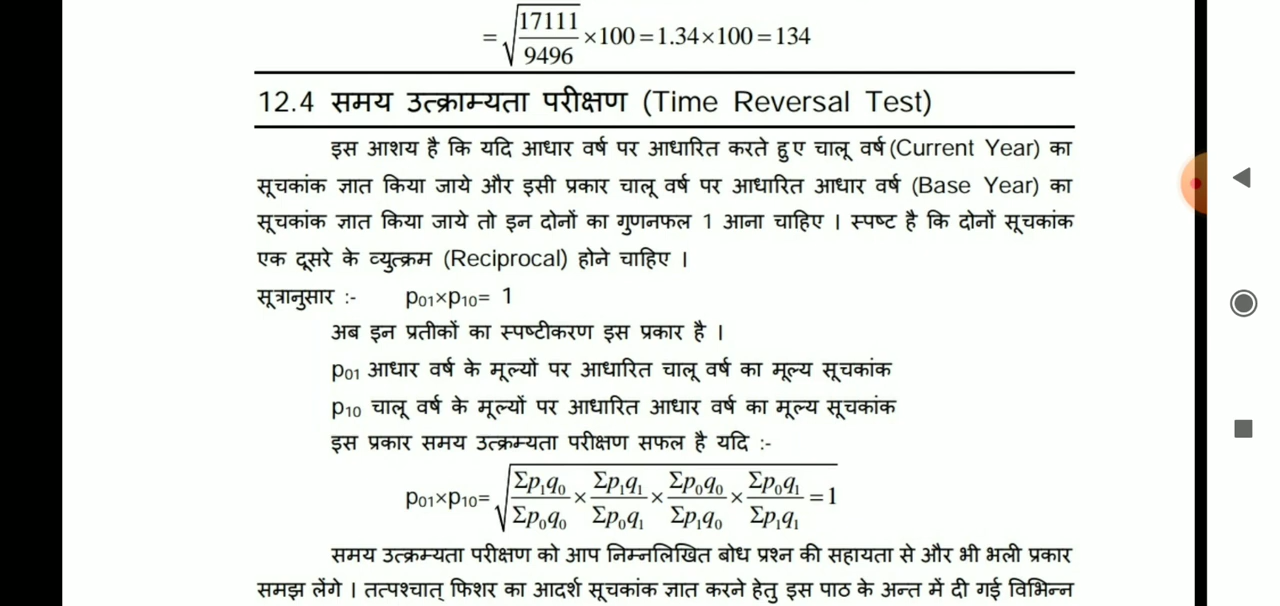 = √(17111/9496) ×100 = 1.34×100 = 134
12.4 समय उत्क्राम्यता परीक्षण (Time Reversal Test)
इस आशय है कि यदि आधार वर्ष पर आधारित करते हुए चालू वर्ष (Current Year) का
सूचकांक ज्ञात किया जाये और इसी प्रकार चालू वर्ष पर आधारित आधार वर्ष (Base Year) का
सूचकांक ज्ञात किया जाये तो इन दोनों का गुणनफल 1 आना चाहिए । स्पष्ट है कि दोनों सूचकांक
एक दूसरे के व्युत्क्रम (Reciprocal) होने चाहिए ।
सूत्रानुसार :- p₀₁×p₁₀= 1
अब इन प्रतीकों का स्पष्टीकरण इस प्रकार है ।
p₀₁ आधार वर्ष के मूल्यों पर आधारित चालू वर्ष का मूल्य सूचकांक
p₁₀ चालू वर्ष के मूल्यों पर आधारित आधार वर्ष का मूल्य सूचकांक
इस प्रकार समय उत्क्रम्यता परीक्षण सफल है यदि :-
p₀₁×p₁₀= √(Σp₁q₀/Σp₀q₀ × Σp₁q₁/Σp₀q₁ × Σp₀q₀/Σp₁q₀ × Σp₀q₁/Σp₁q₁) = 1
समय उत्क्रम्यता परीक्षण को आप निम्नलिखित बोध प्रश्न की सहायता से और भी भली प्रकार
समझ लेंगे । तत्पश्चात् फिशर का आदर्श सूचकांक ज्ञात करने हेतु इस पाठ के अन्त में दी गई विभिन्न